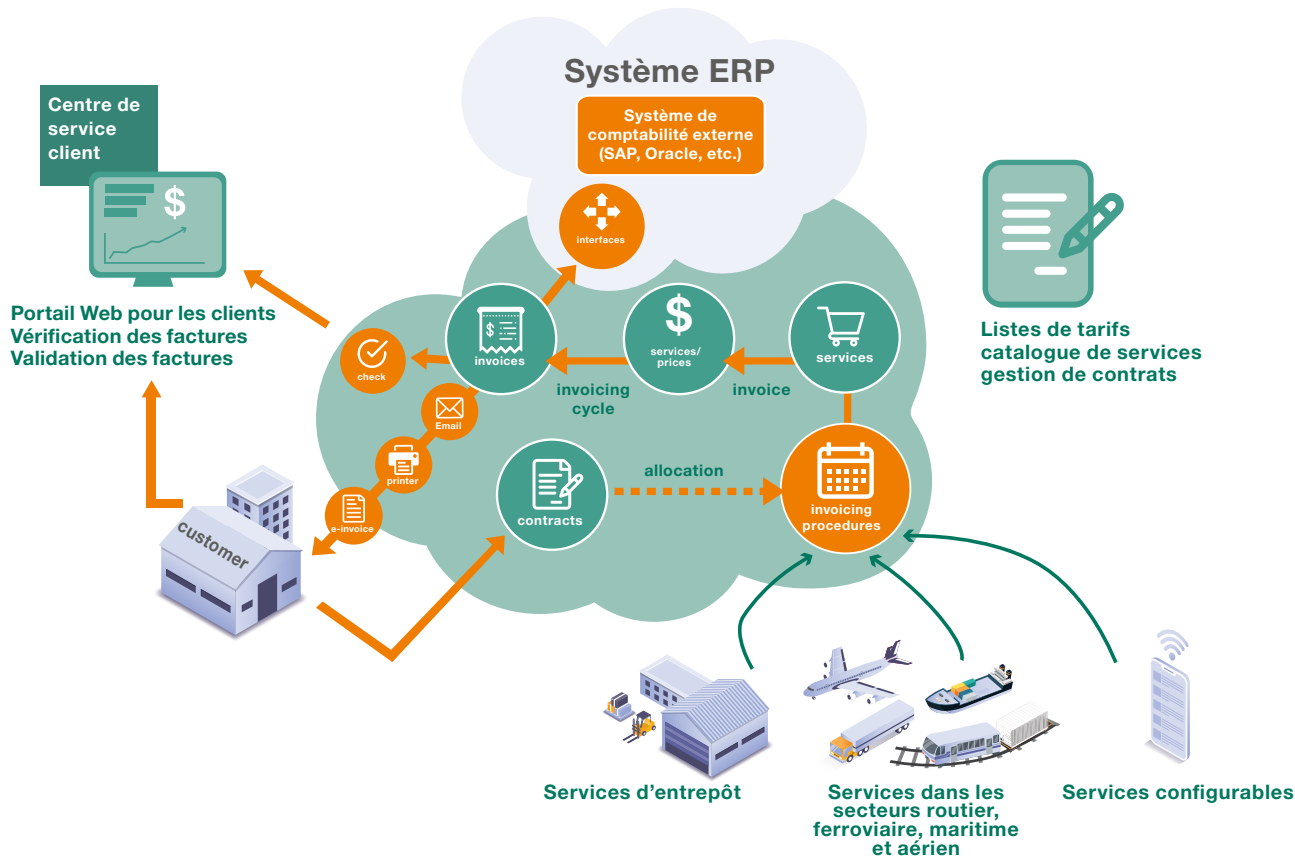 Système ERP
Système de
comptabilité externe
(SAP, Oracle, etc.)
Centre de
service
client
$
interfaces
Portail Web pour les clients
Vérification des factures
Validation des factures
$
invoices
$
services/
prices
services
Listes de tarifs
catalogue de services
gestion de contrats
check
invoicing
cycle
invoice
Email
printer
e-invoice
allocation
contracts
invoicing
procedures
customer
Services d’entrepôt
Services dans les
secteurs routier,
ferroviaire, maritime
et aérien
Services configurables